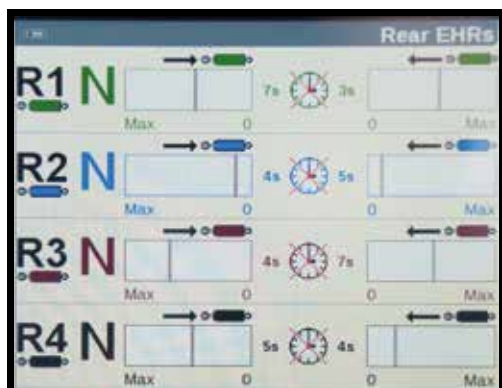 Rear EHRs
R1 N 7s 3s
Max 0 0 Max
R2 N 4s 5s
Max 0 0 Max
R3 N 4s 7s
Max 0 0 Max
R4 N 5s 4s
Max 0 0 Max